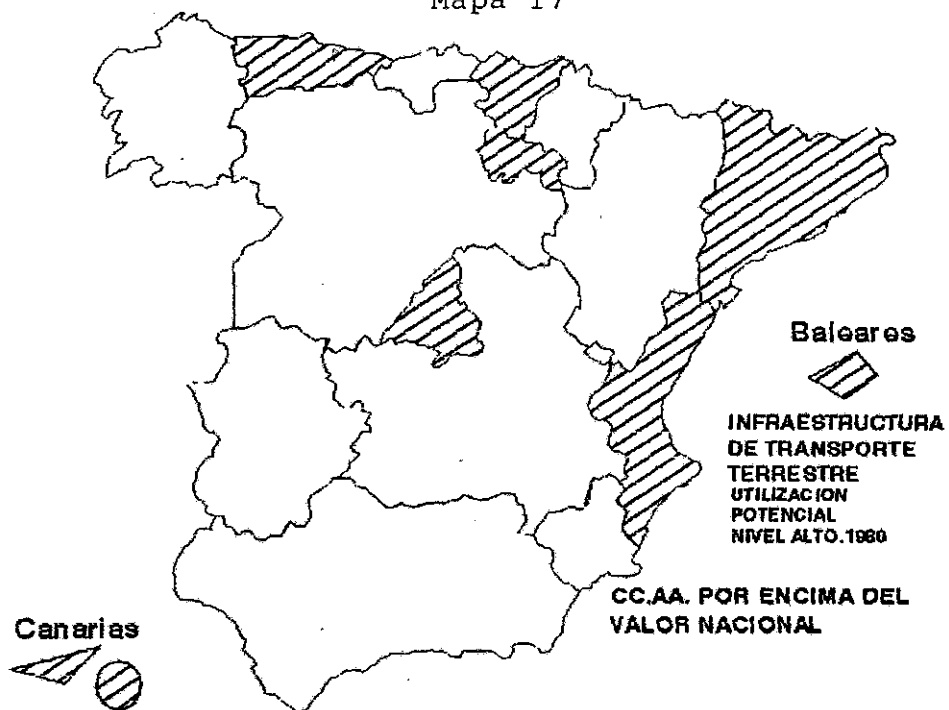 Mapa 17
Baleares
INFRAESTRUCTURA
DE TRANSPORTE
TERRESTRE
UTILIZACION
POTENCIAL
NIVEL ALTO.1980
CC.AA. POR ENCIMA DEL
VALOR NACIONAL
Canarias